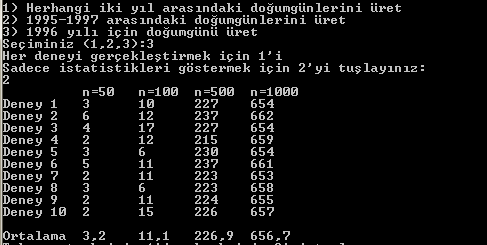 1) Herhangi iki yıl arasındaki doğumgünlerini üret
2) 1995-1997 arasındaki doğumgünlerini üret
3) 1996 yılı için doğumgünü üret
Seçiminiz (1,2,3):3
Her deneyi gerçekleştirmek için 1'i
Sadece istatistikleri göstermek için 2'yi tuşlayınız:
2
n=50 n=100 n=500 n=1000
Deney 1 3 10 227 654
Deney 2 6 12 237 662
Deney 3 4 17 227 654
Deney 4 2 12 215 659
Deney 5 3 6 230 654
Deney 6 5 11 237 661
Deney 7 2 11 223 653
Deney 8 3 6 223 658
Deney 9 2 11 224 655
Deney 10 2 15 226 657
Ortalama 3,2 11,1 226,9 656,7